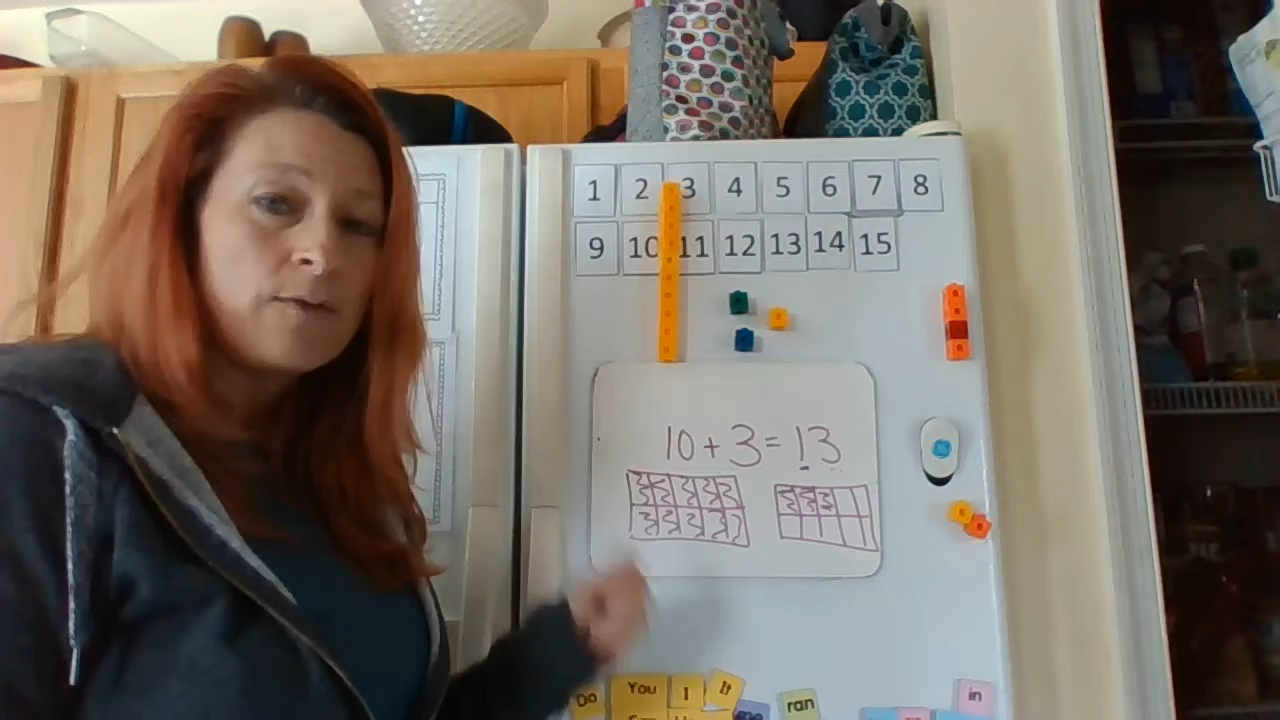 1 2 3 4 5 6 7 8
9 10 11 12 13 14 15
10 + 3 = 13
Do You I It
ran
in